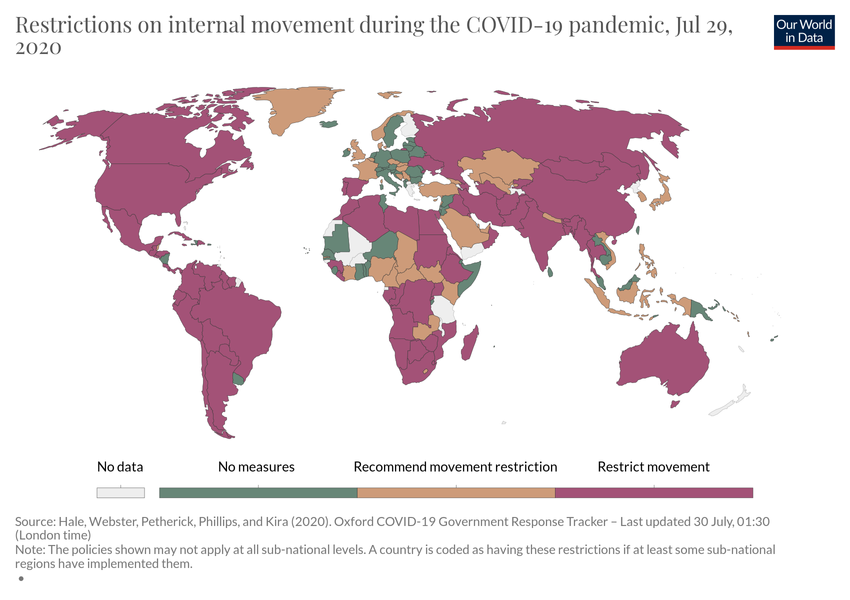 Restrictions on internal movement during the COVID-19 pandemic, Jul 29,
2020
Our World
in Data
No data
No measures
Recommend movement restriction
Restrict movement
Source: Hale, Webster, Petherick, Phillips, and Kira (2020). Oxford COVID-19 Government Response Tracker – Last updated 30 July, 01:30
(London time)
Note: The policies shown may not apply at all sub-national levels. A country is coded as having these restrictions if at least some sub-national
regions have implemented them.